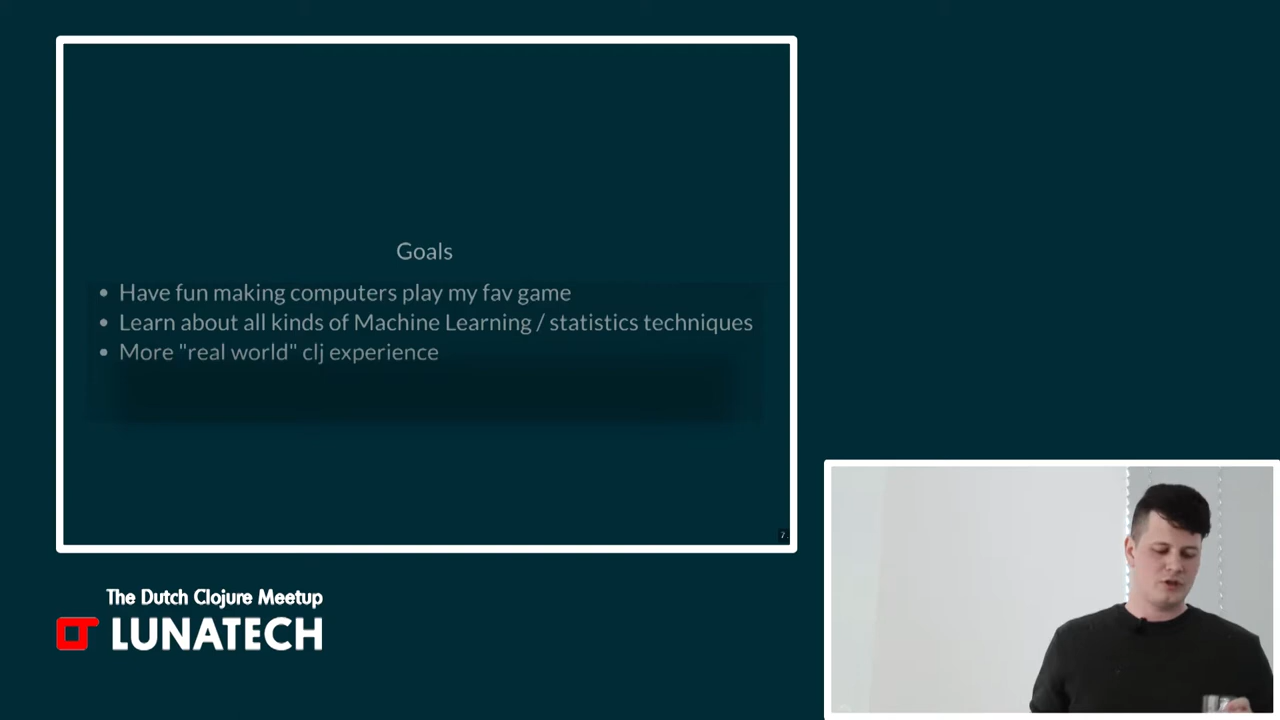 Goals
• Have fun making computers play my fav game
• Learn about all kinds of Machine Learning / statistics techniques
• More "real world" clj experience
7
The Dutch Clojure Meetup
LUNATECH